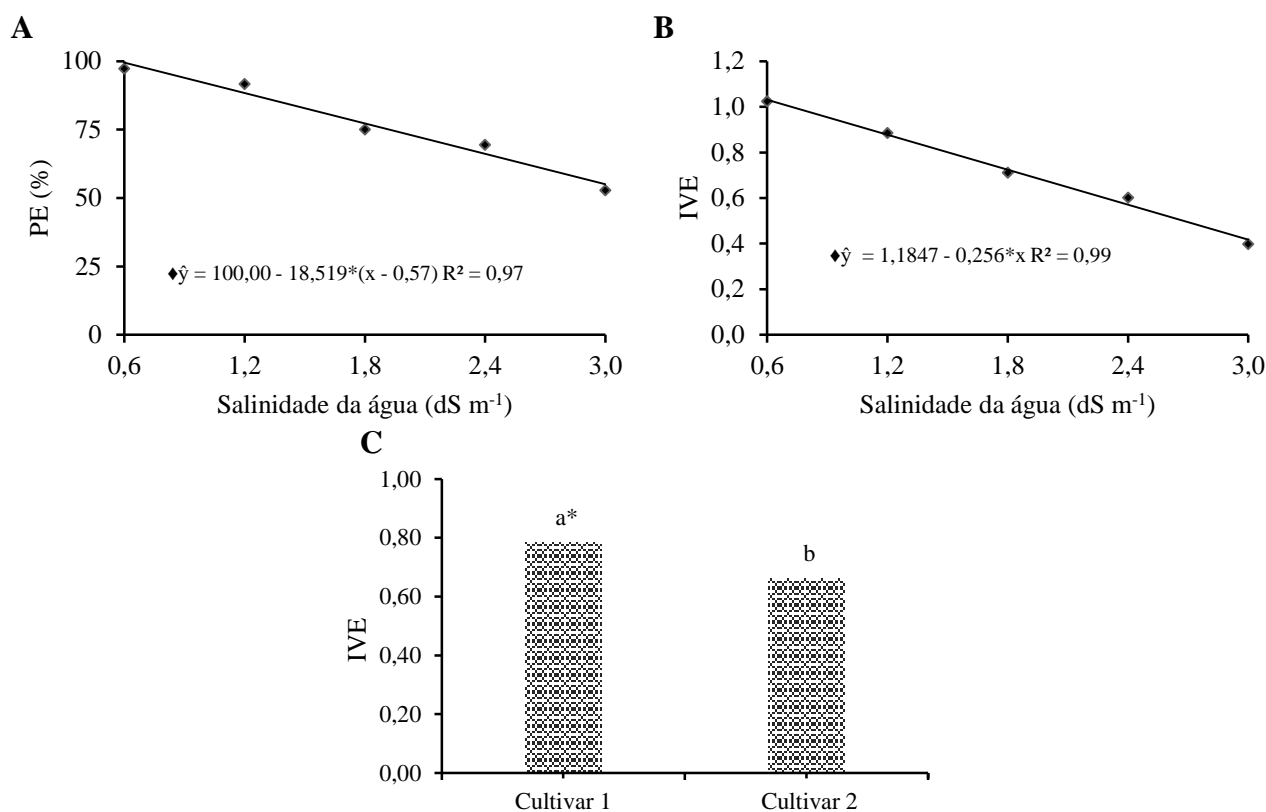 A
PE (%)
100
75
50
25
0
♦ŷ = 100,00 - 18,519*(x - 0,57) R² = 0,97
0,6 1,2 1,8 2,4 3,0
Salinidade da água (dS m⁻¹)
B
IVE
1,2
1,0
0,8
0,6
0,4
0,2
0,0
♦ŷ = 1,1847 - 0,256*x R² = 0,99
0,6 1,2 1,8 2,4 3,0
Salinidade da água (dS m⁻¹)
C
IVE
1,00
0,80
0,60
0,40
0,20
0,00
a*
b
Cultivar 1 Cultivar 2